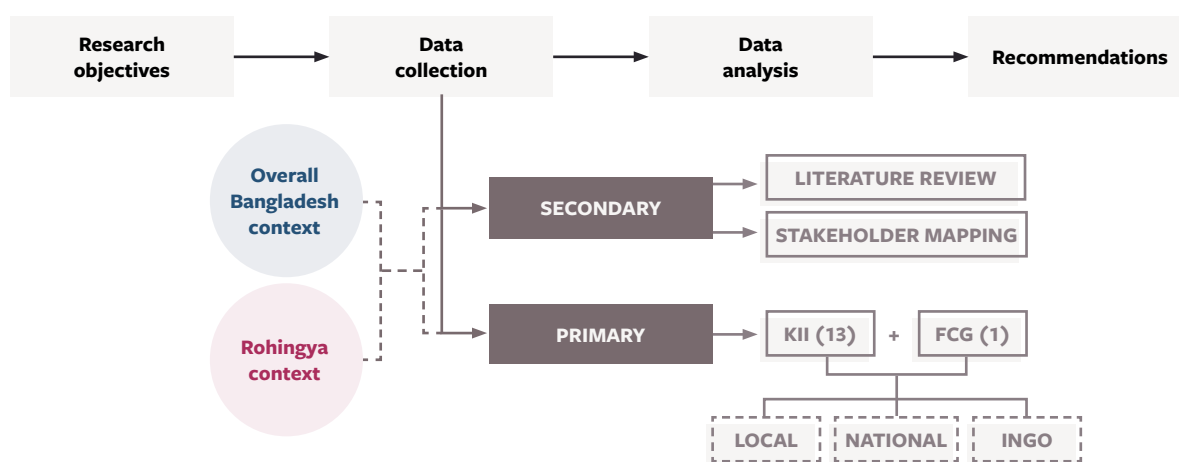 Research
objectives
Data
collection
Data
analysis
Recommendations
Overall
Bangladesh
context
Rohingya
context
SECONDARY
LITERATURE REVIEW
STAKEHOLDER MAPPING
PRIMARY
KII (13) + FCG (1)
LOCAL NATIONAL INGO